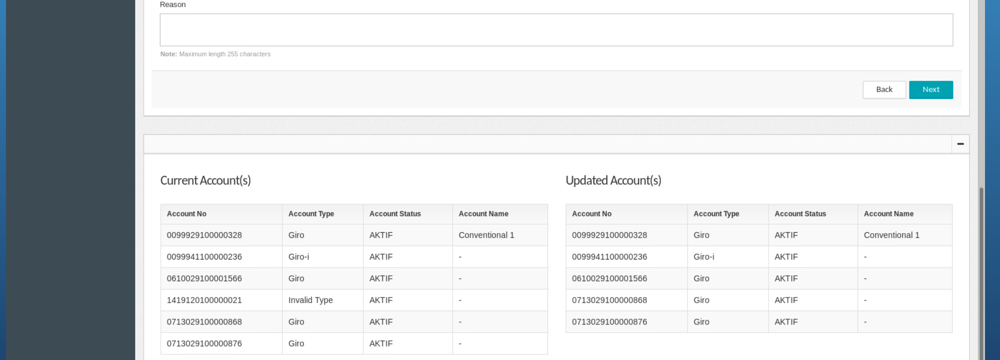 Reason
Note: Maximum length 255 characters
Back Next
Current Account(s)
Account No Account Type Account Status Account Name
0099929100000328 Giro AKTIF Conventional 1
0099941100000236 Giro-i AKTIF -
0610029100001566 Giro AKTIF -
1419120100000021 Invalid Type AKTIF -
0713029100000868 Giro AKTIF -
0713029100000876 Giro AKTIF -
Updated Account(s)
Account No Account Type Account Status Account Name
0099929100000328 Giro AKTIF Conventional 1
0099941100000236 Giro-i AKTIF -
0610029100001566 Giro AKTIF -
0713029100000868 Giro AKTIF -
0713029100000876 Giro AKTIF -